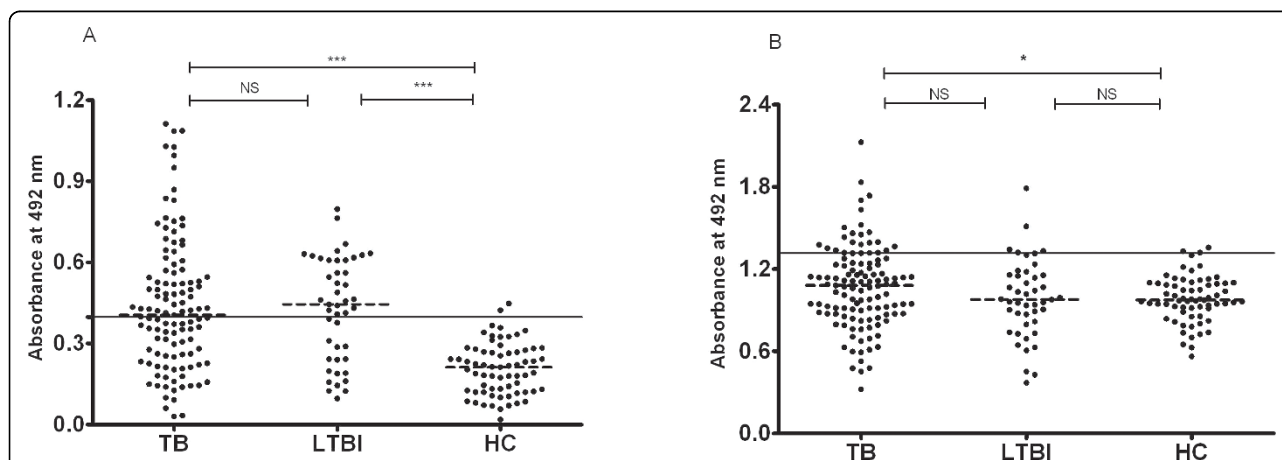 A
***
NS
***
Absorbance at 492 nm
1.2
0.9
0.6
0.3
0.0
TB LTBI HC
B
*
NS NS
Absorbance at 492 nm
2.4
1.8
1.2
0.6
0.0
TB LTBI HC